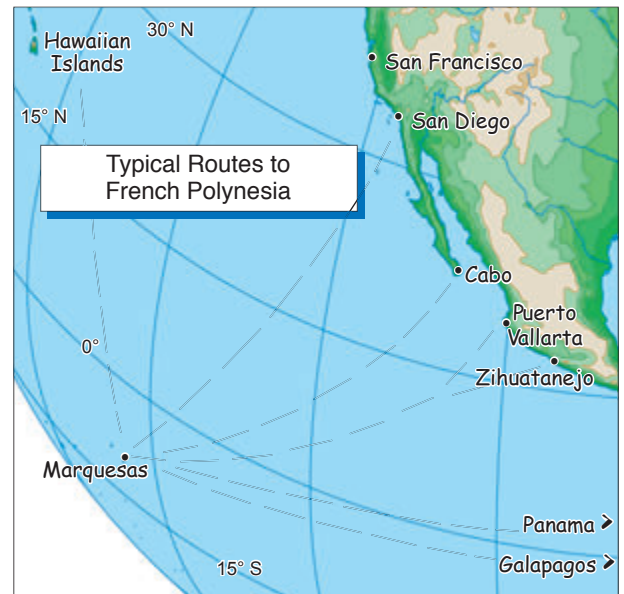 Hawaiian
Islands
30° N
San Francisco
15° N
San Diego
Typical Routes to
French Polynesia
Cabo
Puerto
Vallarta
0°
Zihuatanejo
Marquesas
Panama >
Galapagos >
15° S